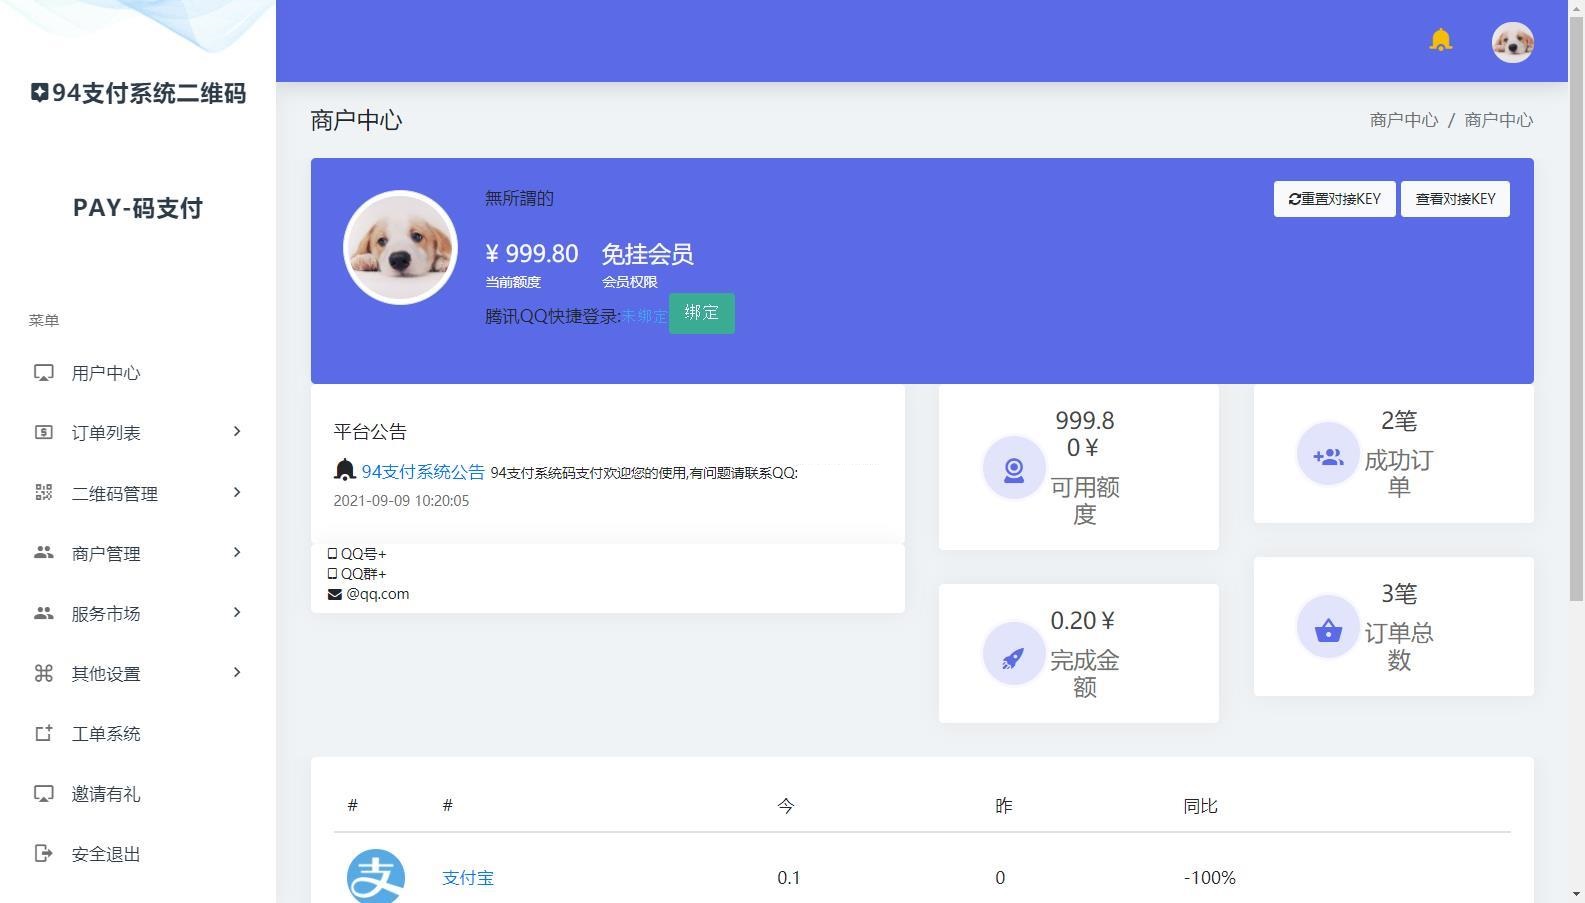 94支付系统二维码
PAY-码支付
菜单
用户中心
订单列表
二维码管理
商户管理
服务市场
其他设置
工单系统
邀请有礼
安全退出
商户中心
商户中心 / 商户中心
無所謂的
重置对接KEY 查看对接KEY
¥ 999.80 免挂会员
当前额度 会员权限
腾讯QQ快捷登录:未绑定 绑定
平台公告
94支付系统公告 94支付系统码支付欢迎您的使用,有问题请联系QQ:
2021-09-09 10:20:05
QQ号+
QQ群+
@qq.com
999.8
0 ¥
可用额
度
2笔
成功订
单
0.20 ¥
完成金
额
3笔
订单总
数
# # 今 昨 同比
支 支付宝 0.1 0 -100%